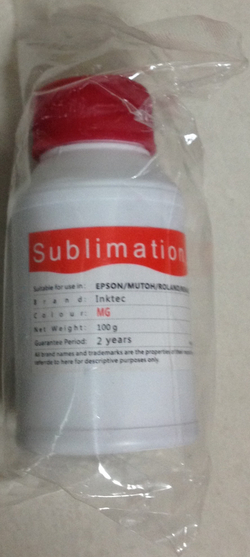 Sublimation
Suitable for use in: EPSON/MUTOH/ROLAND/
Brand: Inktec
Colour: MG
Net Weight: 100g
Guarantee Period: 2 years
All brand names and trademarks are the properties of their
referde to here for descriptive purposes only.